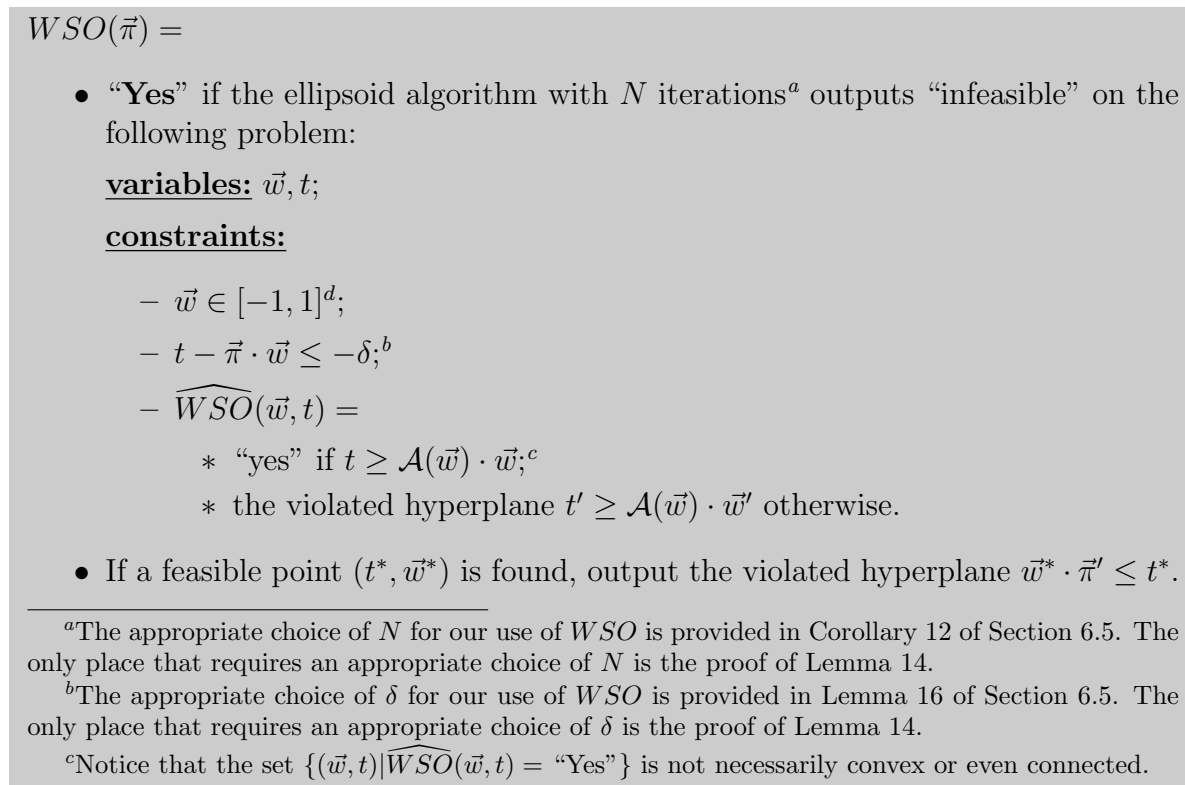 WSO(π⃗) =
• “Yes” if the ellipsoid algorithm with N iterations^a outputs “infeasible” on the
following problem:
variables: w⃗, t;
constraints:
– w⃗ ∈ [−1, 1]^d;
– t − π⃗ · w⃗ ≤ −δ;^b
– \widehat{WSO}(w⃗, t) =
∗ “yes” if t ≥ 𝒜(w⃗) · w⃗;^c
∗ the violated hyperplane t′ ≥ 𝒜(w⃗) · w⃗′ otherwise.
• If a feasible point (t*, w⃗*) is found, output the violated hyperplane w⃗* · π⃗′ ≤ t*.
^aThe appropriate choice of N for our use of WSO is provided in Corollary 12 of Section 6.5. The
only place that requires an appropriate choice of N is the proof of Lemma 14.
^bThe appropriate choice of δ for our use of WSO is provided in Lemma 16 of Section 6.5. The
only place that requires an appropriate choice of δ is the proof of Lemma 14.
^cNotice that the set {(w⃗, t)|\widehat{WSO}(w⃗, t) = “Yes”} is not necessarily convex or even connected.